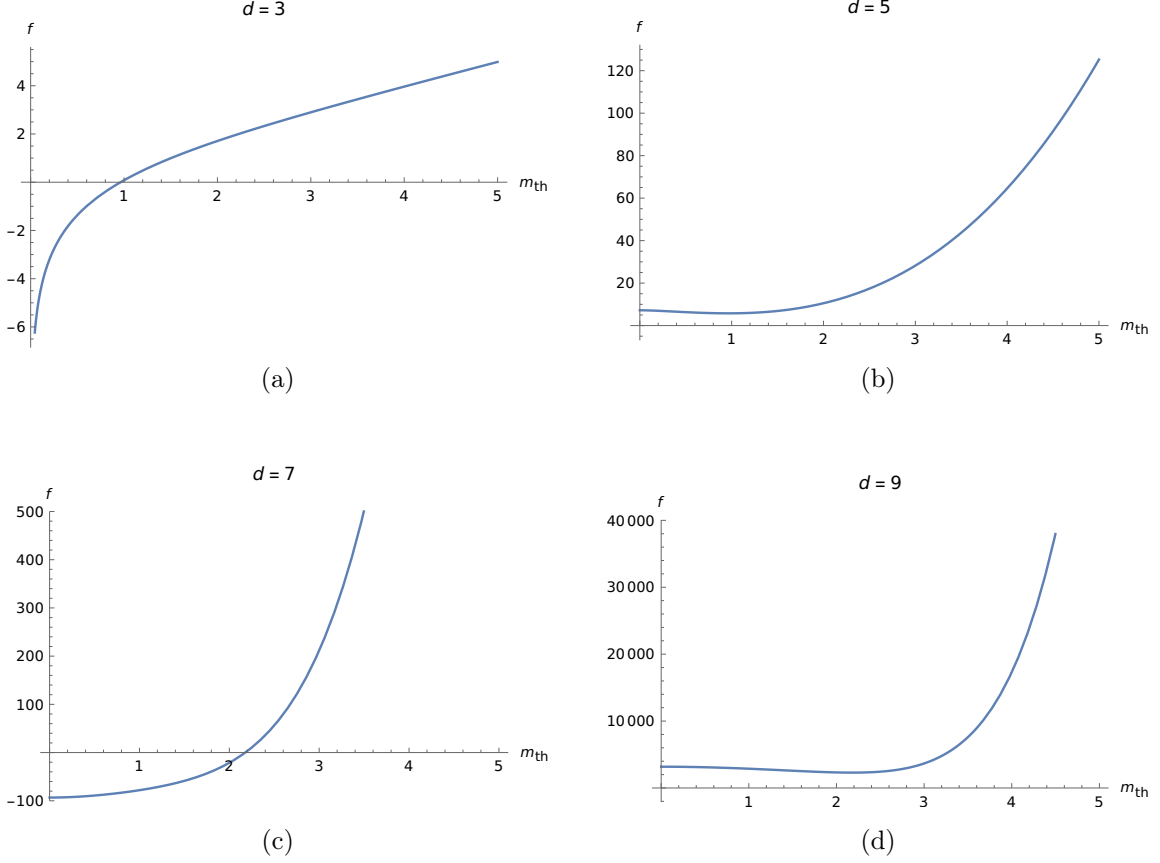 d = 3
f
4
2
−2
−4
−6
1 2 3 4 5 m_th
(a)
d = 5
f
120
100
80
60
40
20
1 2 3 4 5 m_th
(b)
d = 7
f
500
400
300
200
100
−100
1 2 3 4 5 m_th
(c)
d = 9
f
40 000
30 000
20 000
10 000
1 2 3 4 5 m_th
(d)